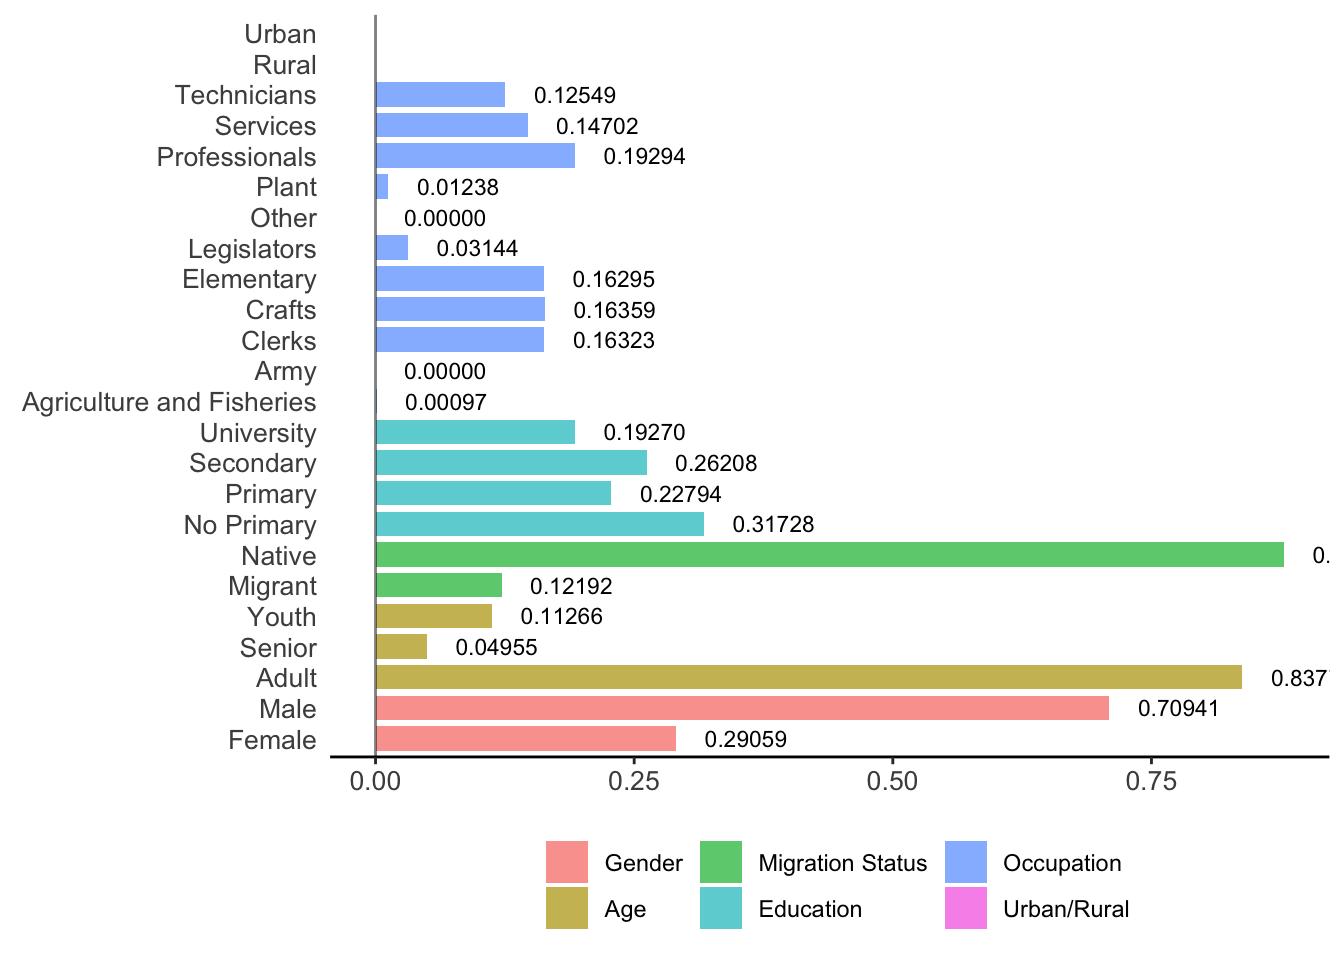 Urban
Rural
Technicians 0.12549
Services 0.14702
Professionals 0.19294
Plant 0.01238
Other 0.00000
Legislators 0.03144
Elementary 0.16295
Crafts 0.16359
Clerks 0.16323
Army 0.00000
Agriculture and Fisheries 0.00097
University 0.19270
Secondary 0.26208
Primary 0.22794
No Primary 0.31728
Native 0.
Migrant 0.12192
Youth 0.11266
Senior 0.04955
Adult 0.837
Male 0.70941
Female 0.29059
0.00 0.25 0.50 0.75
Gender Migration Status Occupation
Age Education Urban/Rural